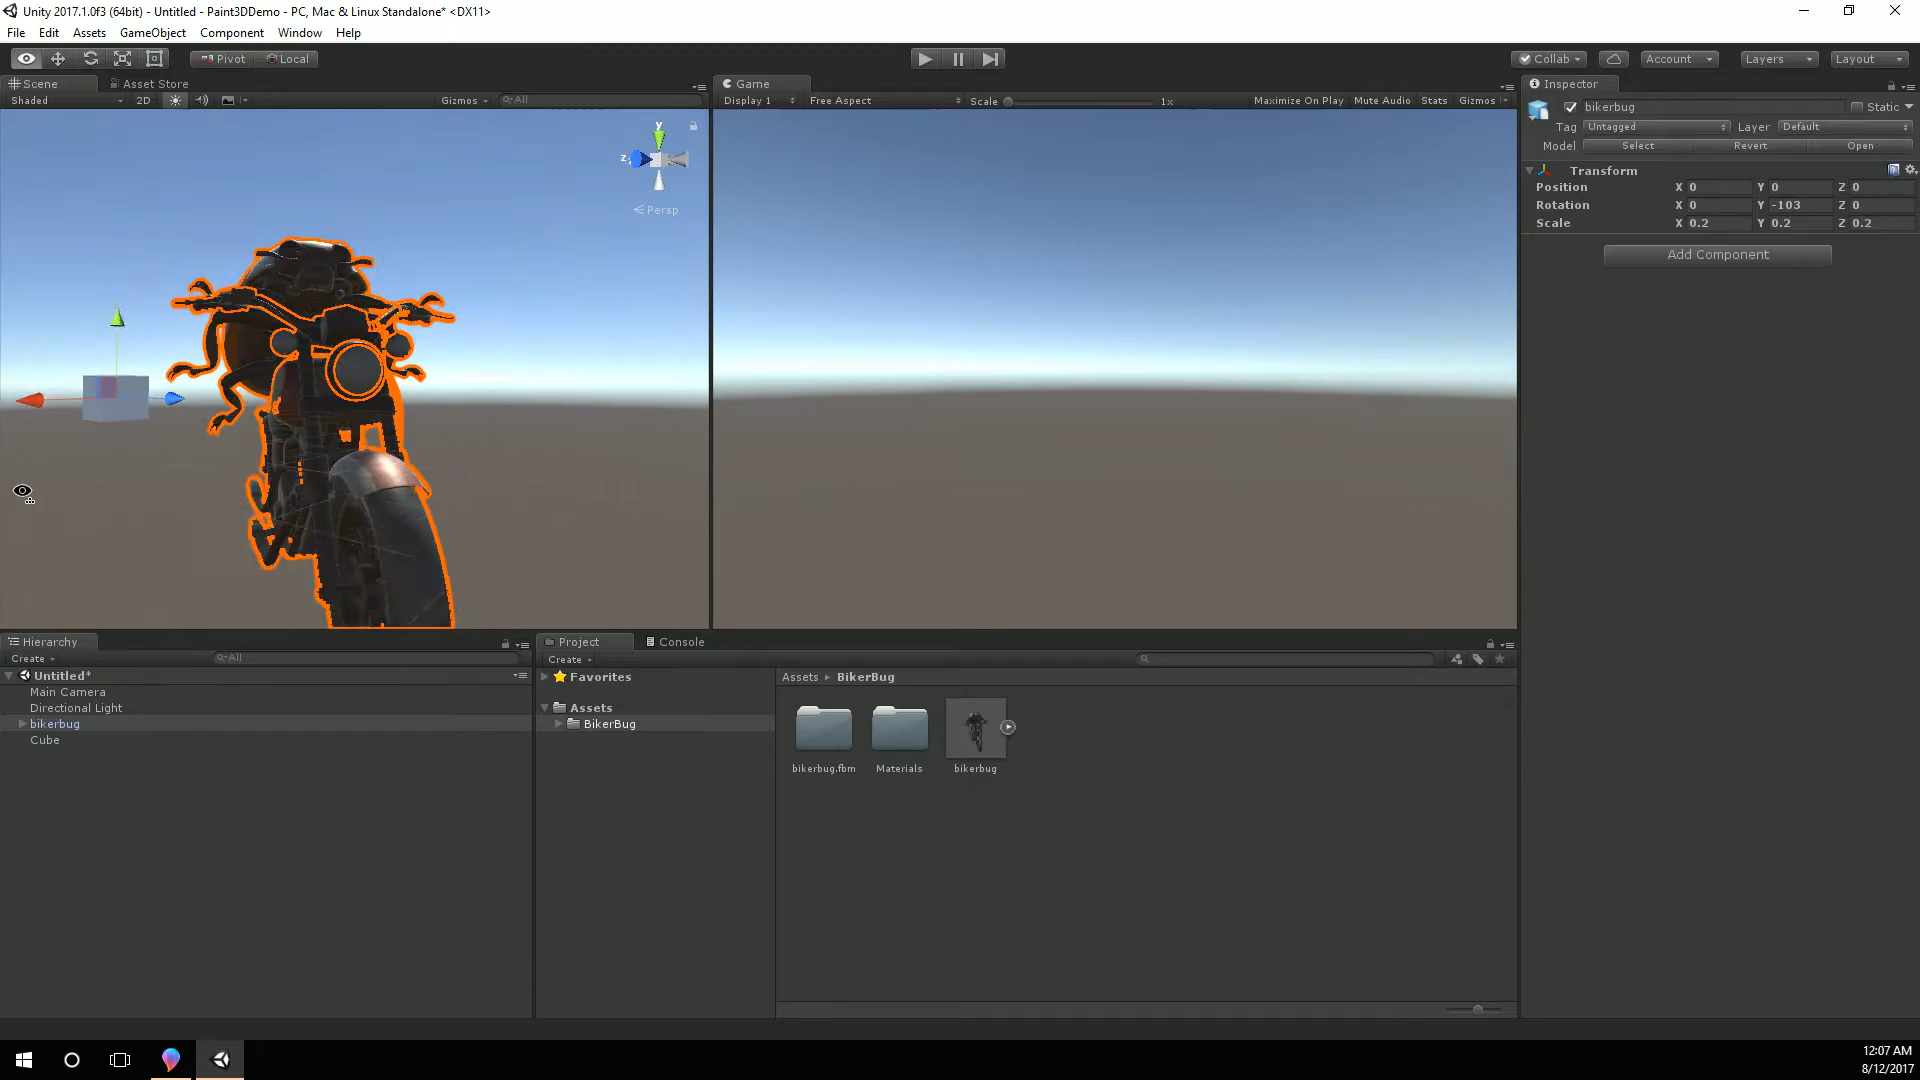 Unity 2017.1.0f3 (64bit) - Untitled - Paint3DDemo - PC, Mac & Linux Standalone* <DX11>
File Edit Assets GameObject Component Window Help
Pivot Local Collab Account Layers Layout
Scene Asset Store
Shaded 2D Gizmos All
y
z
Persp
Game
Display 1 Free Aspect Scale 1x Maximize On Play Mute Audio Stats Gizmos
Inspector
bikerbug Static
Tag Untagged Layer Default
Model Select Revert Open
Transform
Position X 0 Y 0 Z 0
Rotation X 0 Y -103 Z 0
Scale X 0.2 Y 0.2 Z 0.2
Add Component
Hierarchy
Create All
Untitled*
Main Camera
Directional Light
bikerbug
Cube
Project Console
Create
Favorites
Assets
BikerBug
Assets BikerBug
bikerbug.fbm Materials bikerbug
12:07 AM
8/12/2017